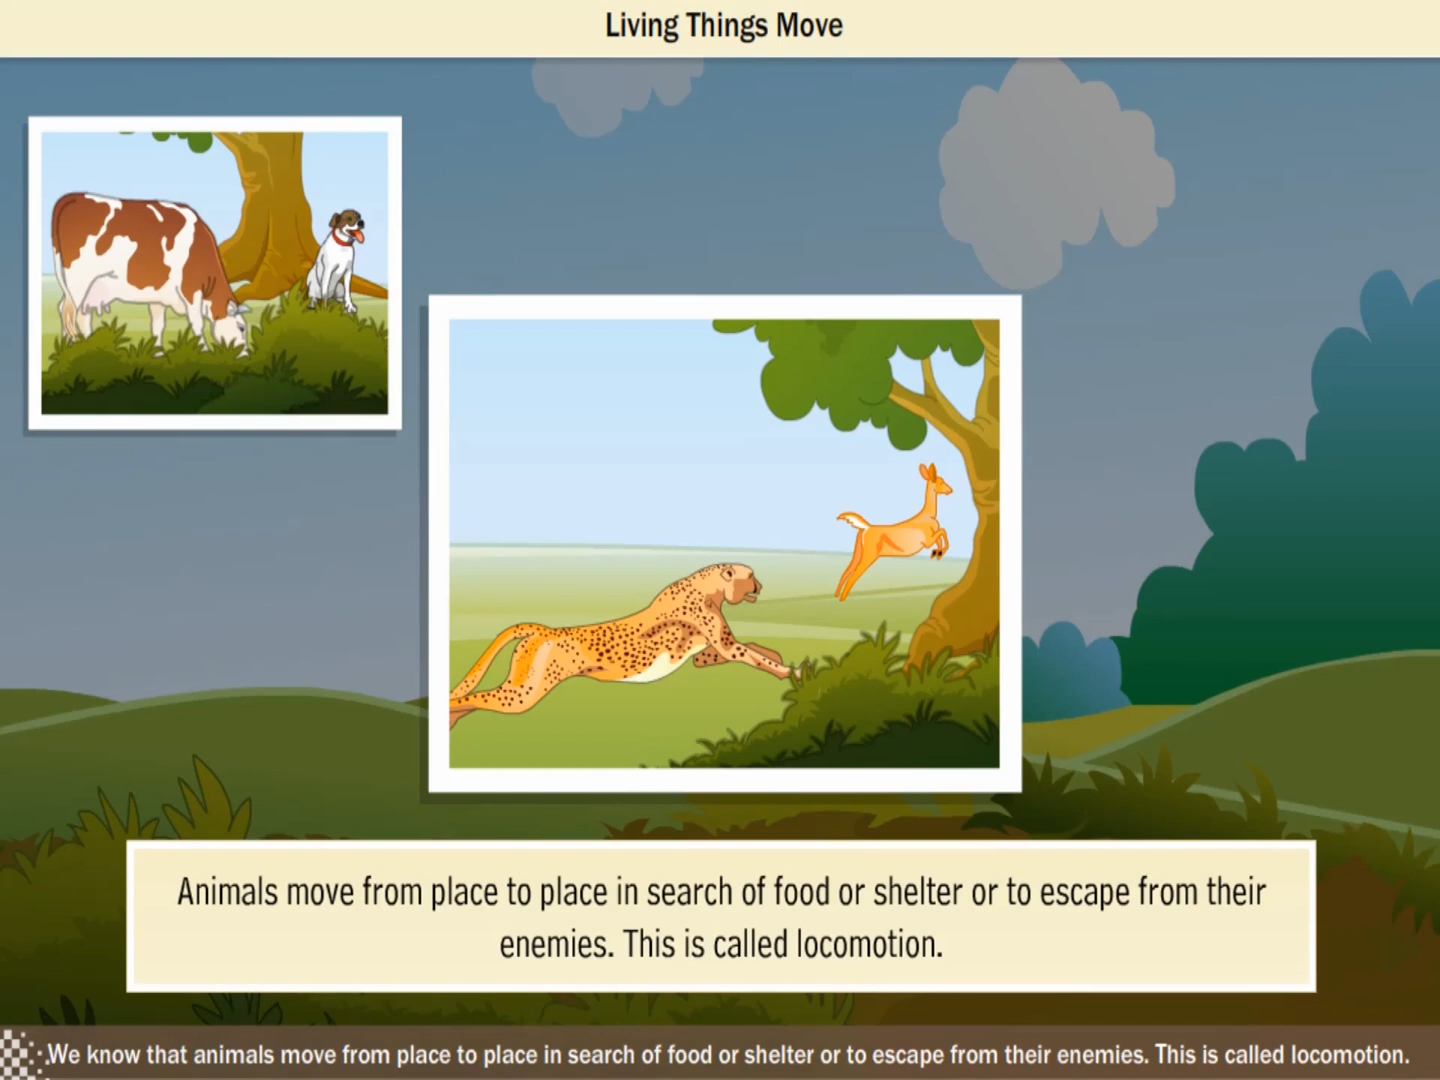 Living Things Move
Animals move from place to place in search of food or shelter or to escape from their
enemies. This is called locomotion.
We know that animals move from place to place in search of food or shelter or to escape from their enemies. This is called locomotion.